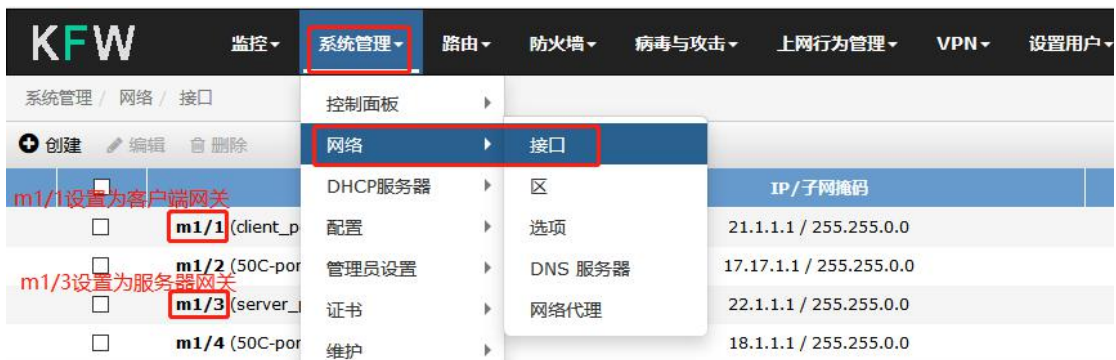 KFW 监控 系统管理 路由 防火墙 病毒与攻击 上网行为管理 VPN 设置用户
系统管理 / 网络 / 接口
控制面板
创建 编辑 删除
网络 接口
DHCP服务器 区 IP/子网掩码
m1/1设置为客户端网关
m1/1 (client_p 配置 选项 21.1.1.1 / 255.255.0.0
m1/2 (50C-por 管理员设置 DNS 服务器 17.17.1.1 / 255.255.0.0
m1/3设置为服务器网关
m1/3 (server_ 证书 网络代理 22.1.1.1 / 255.255.0.0
m1/4 (50C-por 维护 18.1.1.1 / 255.255.0.0